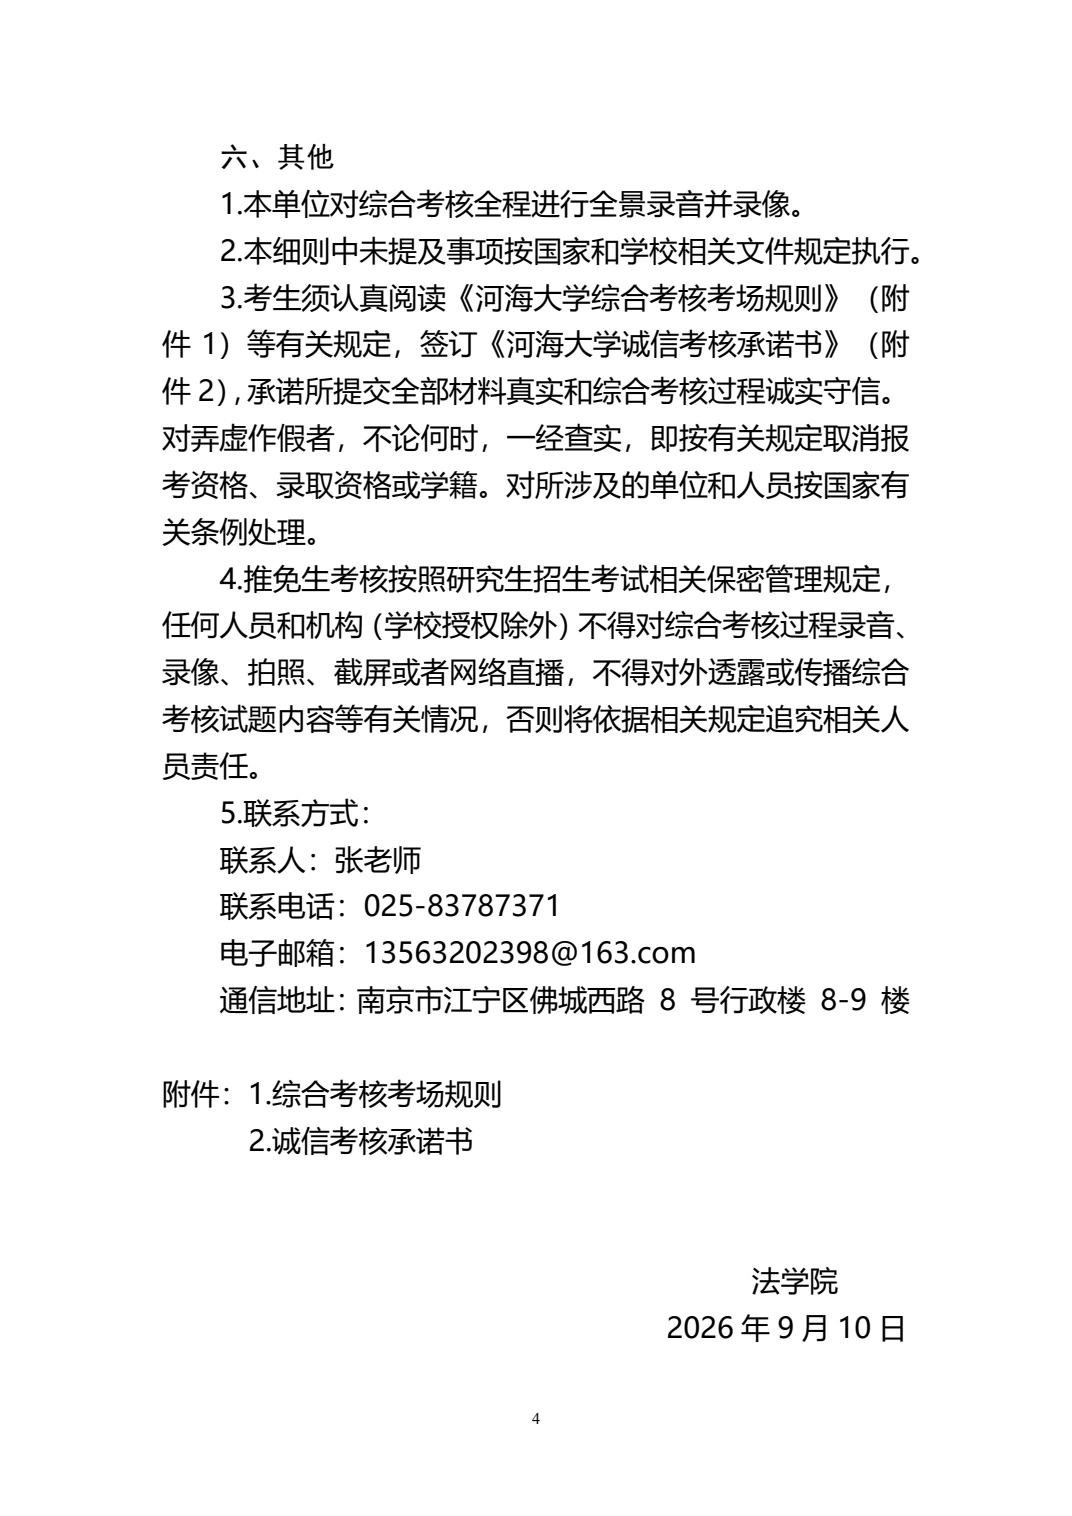 六、其他
1.本单位对综合考核全程进行全景录音并录像。
2.本细则中未提及事项按国家和学校相关文件规定执行。
3.考生须认真阅读《河海大学综合考核考场规则》（附
件 1）等有关规定，签订《河海大学诚信考核承诺书》（附
件 2），承诺所提交全部材料真实和综合考核过程诚实守信。
对弄虚作假者，不论何时，一经查实，即按有关规定取消报
考资格、录取资格或学籍。对所涉及的单位和人员按国家有
关条例处理。
4.推免生考核按照研究生招生考试相关保密管理规定，
任何人员和机构（学校授权除外）不得对综合考核过程录音、
录像、拍照、截屏或者网络直播，不得对外透露或传播综合
考核试题内容等有关情况，否则将依据相关规定追究相关人
员责任。
5.联系方式：
联系人：张老师
联系电话：025-83787371
电子邮箱：13563202398@163.com
通信地址：南京市江宁区佛城西路 8 号行政楼 8-9 楼
附件：1.综合考核考场规则
2.诚信考核承诺书
法学院
2026 年 9 月 10 日
4